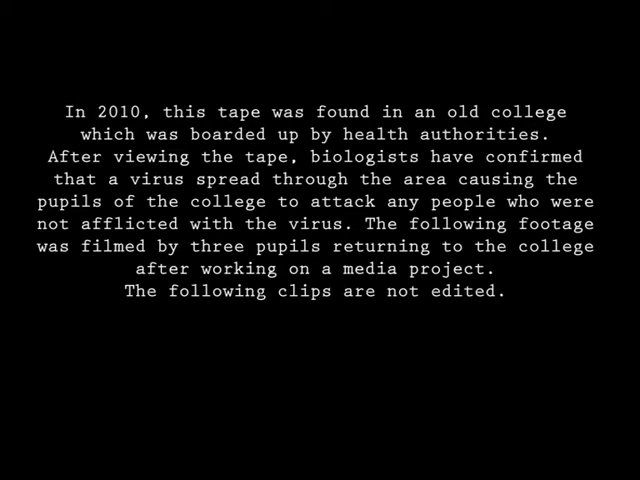 In 2010, this tape was found in an old college
which was boarded up by health authorities.
After viewing the tape, biologists have confirmed
that a virus spread through the area causing the
pupils of the college to attack any people who were
not afflicted with the virus. The following footage
was filmed by three pupils returning to the college
after working on a media project.
The following clips are not edited.